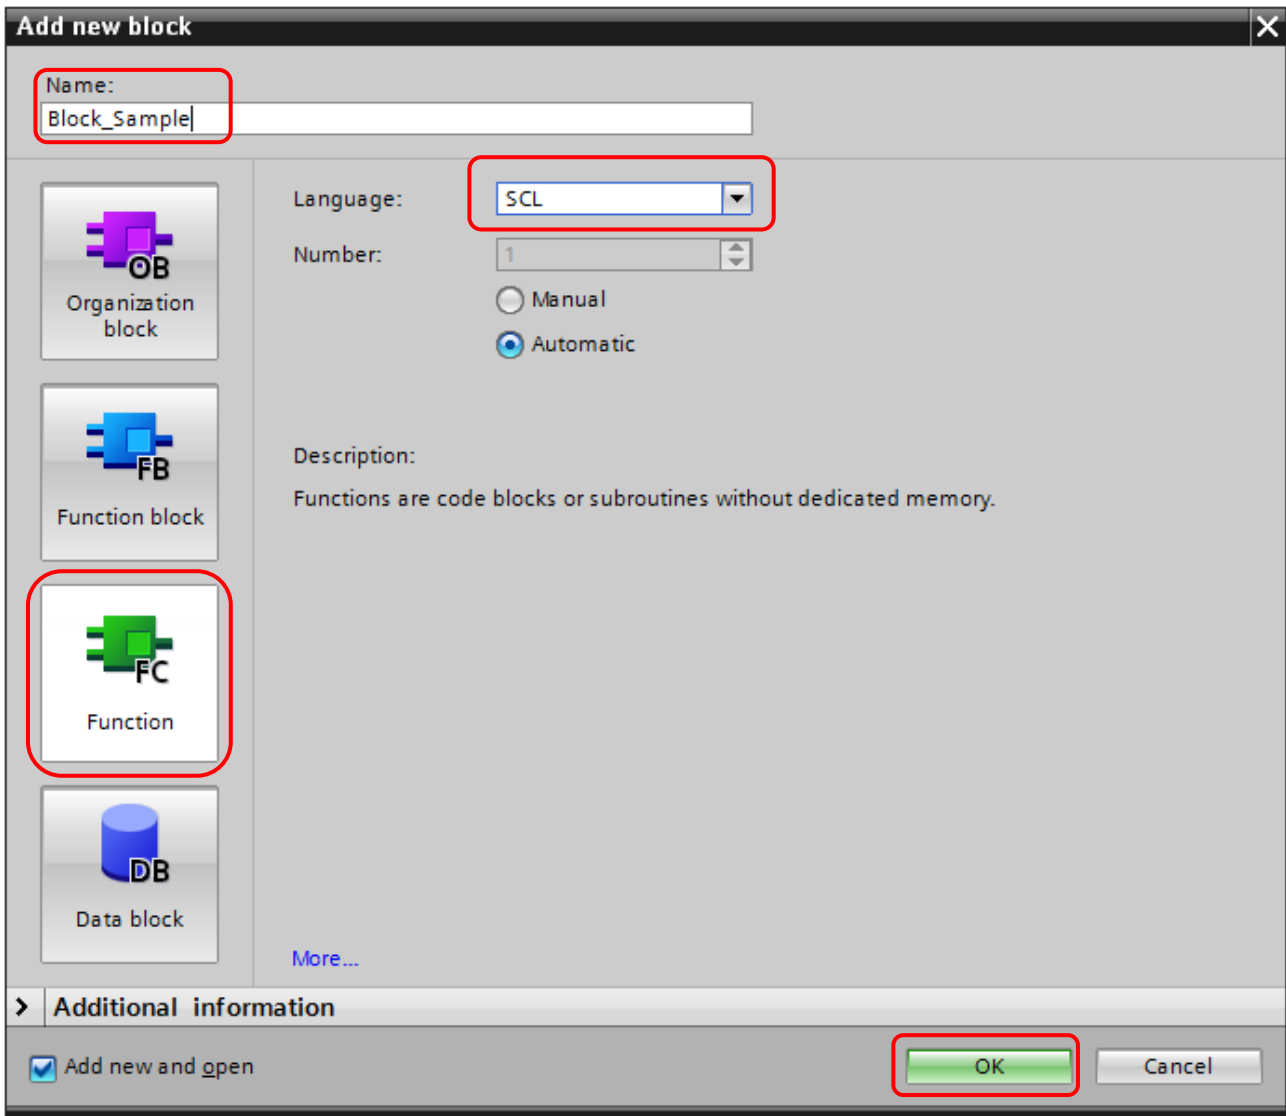 Add new block
Name:
Block_Sample
Language:
SCL
Number:
1
Manual
Automatic
OB
Organization
block
FB
Function block
FC
Function
DB
Data block
Description:
Functions are code blocks or subroutines without dedicated memory.
More...
Additional information
Add new and open
OK
Cancel